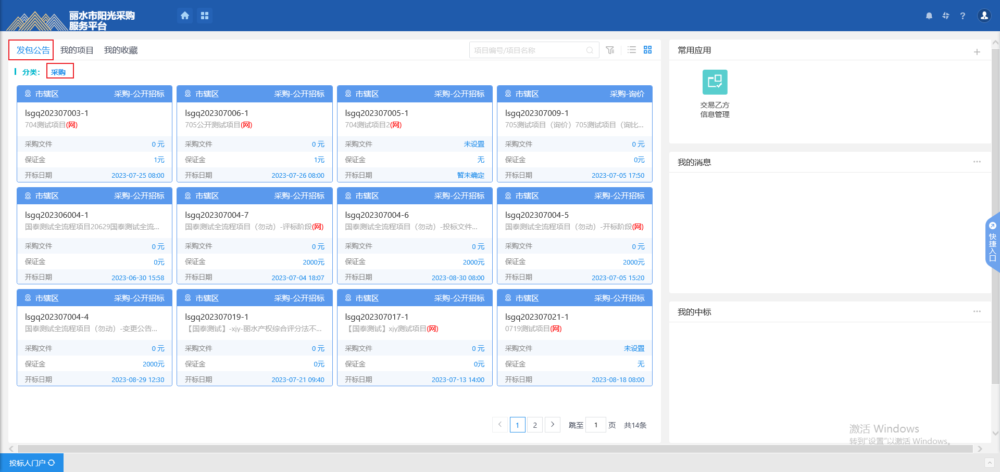 丽水市阳光采购
服务平台
发包公告 我的项目 我的收藏
项目编号/项目名称
分类： 采购
市辖区 采购-公开招标
lsgq202307003-1
704测试项目(网)
采购文件 0 元
保证金 1元
开标日期 2023-07-25 08:00
市辖区 采购-公开招标
lsgq202307006-1
705公开测试项目(网)
采购文件 0 元
保证金 1元
开标日期 2023-07-26 08:00
市辖区 采购-公开招标
lsgq202307005-1
704测试项目2(网)
采购文件 未设置
保证金 无
开标日期 暂未确定
市辖区 采购-询价
lsgq202307009-1
705测试项目（询价）705测试项目（询比...
采购文件 0 元
保证金 0元
开标日期 2023-07-05 17:50
市辖区 采购-公开招标
lsgq202306004-1
国泰测试全流程项目20629国泰测试全流...
采购文件 0 元
保证金 0元
开标日期 2023-06-30 15:58
市辖区 采购-公开招标
lsgq202307004-7
国泰测试全流程项目（勿动）-评标阶段(网)
采购文件 0 元
保证金 2000元
开标日期 2023-07-04 18:07
市辖区 采购-公开招标
lsgq202307004-6
国泰测试全流程项目（勿动）-投标文件...
采购文件 0 元
保证金 2000元
开标日期 2023-08-30 08:00
市辖区 采购-公开招标
lsgq202307004-5
国泰测试全流程项目（勿动）-开标阶段(网)
采购文件 0 元
保证金 2000元
开标日期 2023-07-05 15:20
市辖区 采购-公开招标
lsgq202307004-4
国泰测试全流程项目（勿动）-变更公告...
采购文件 0 元
保证金 2000元
开标日期 2023-08-29 12:30
市辖区 采购-公开招标
lsgq202307019-1
【国泰测试】-xjy-丽水产权综合评分法不...
采购文件 0 元
保证金 0元
开标日期 2023-07-21 09:40
市辖区 采购-公开招标
lsgq202307017-1
【国泰测试】xjy测试项目(网)
采购文件 0 元
保证金 0元
开标日期 2023-07-13 14:00
市辖区 采购-公开招标
lsgq202307021-1
0719测试项目(网)
采购文件 未设置
保证金 无
开标日期 2023-08-18 08:00
1 2 跳至 1 页 共14条
常用应用
交易乙方
信息管理
我的消息
我的中标
快捷入口
激活 Windows
转到“设置”以激活 Windows。
投标人门户